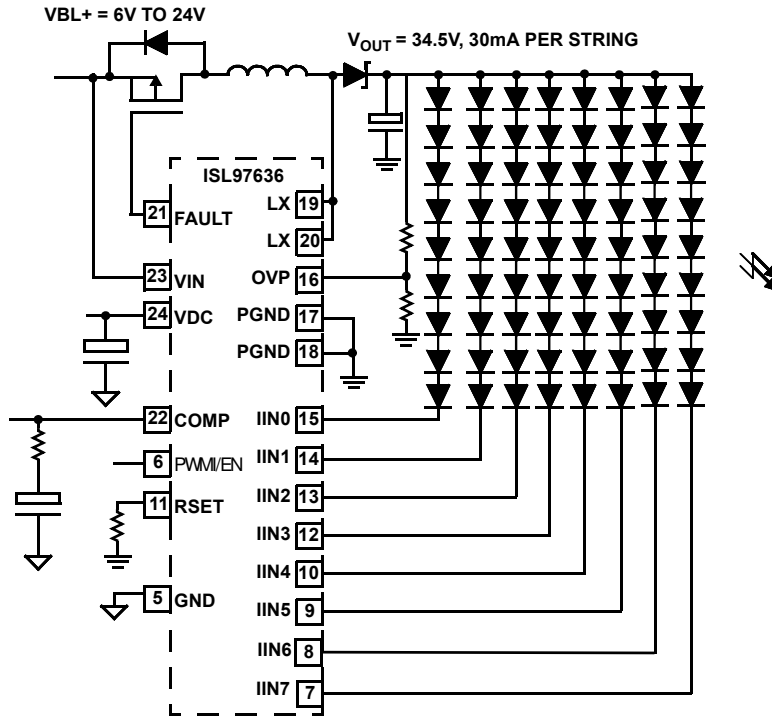 VBL+ = 6V TO 24V
VOUT = 34.5V, 30mA PER STRING
ISL97636
21 FAULT
LX 19
LX 20
23 VIN
OVP 16
24 VDC
PGND 17
PGND 18
22 COMP
IIN0 15
6 PWMI/EN
IIN1 14
11 RSET
IIN2 13
IIN3 12
IIN4 10
5 GND
IIN5 9
IIN6 8
IIN7 7